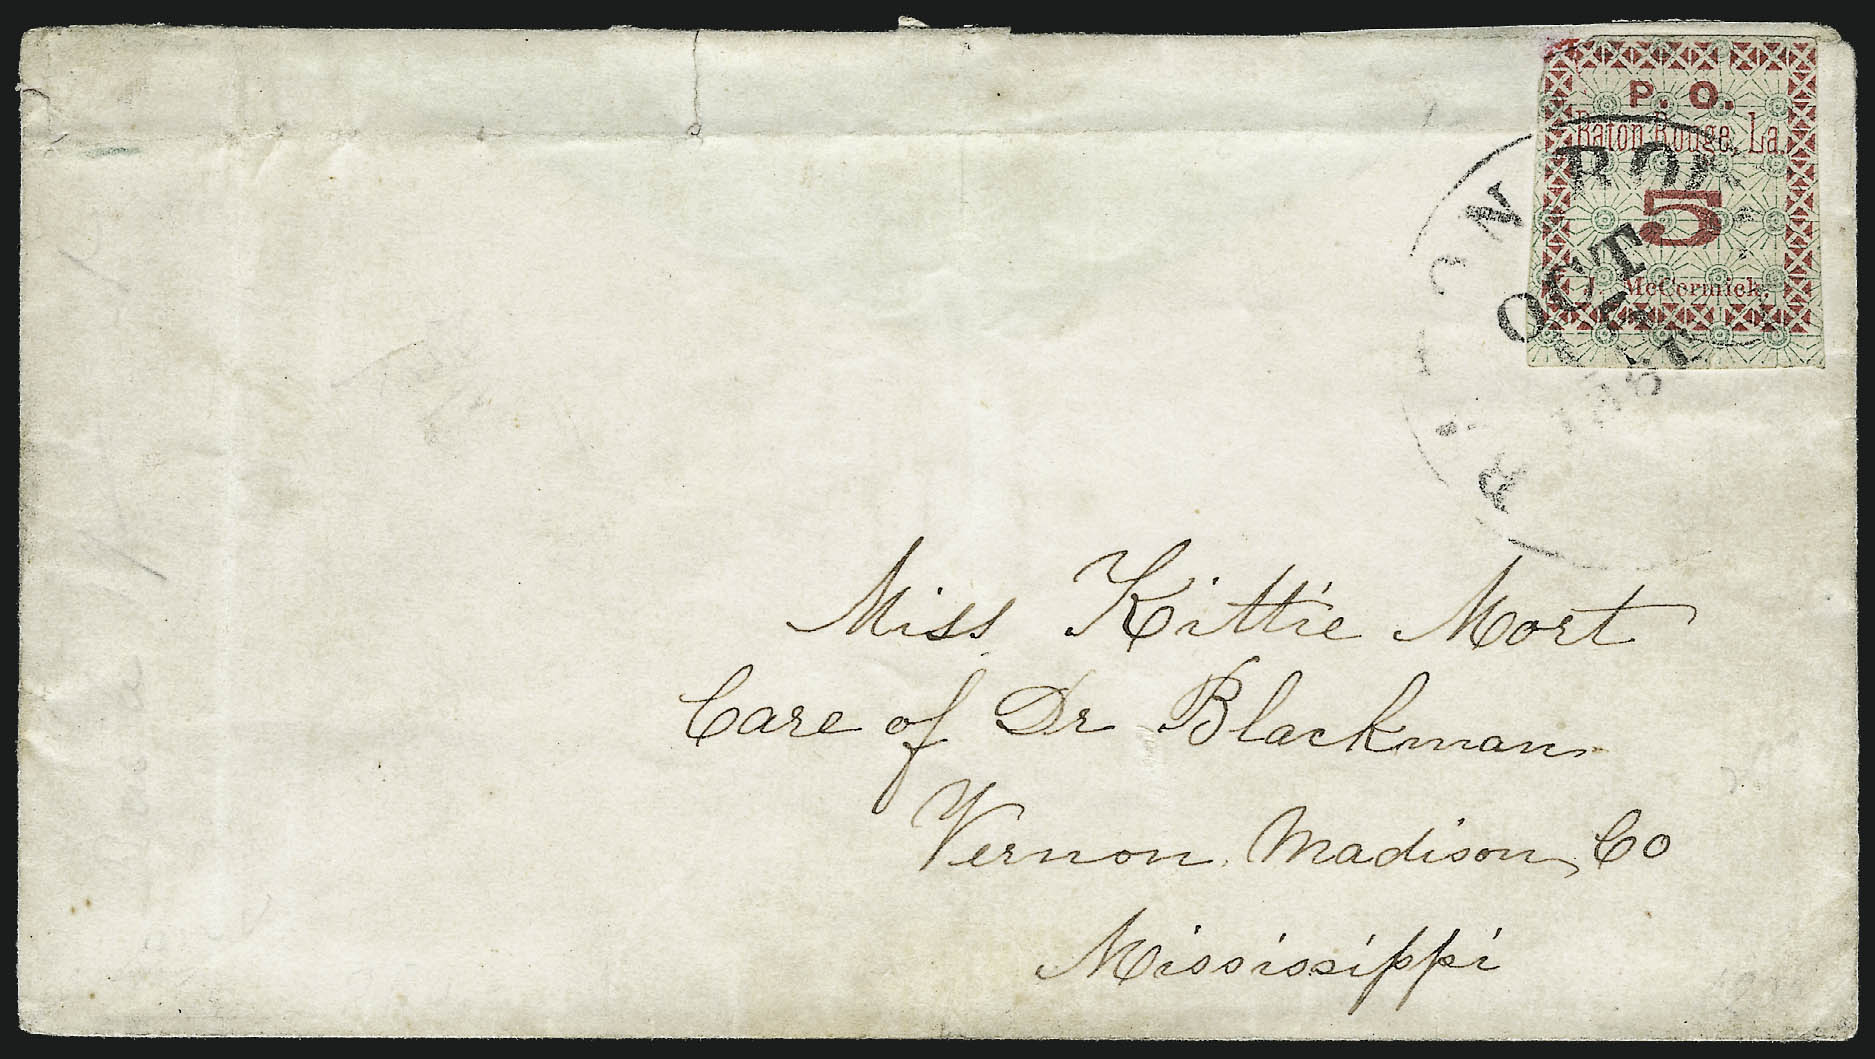 P. O.
Baton Rouge, La.
5
J. McCormick.
OCT
Miss Kittie Mort
Care of Dr Blackman
Vernon Madison Co
Mississippi